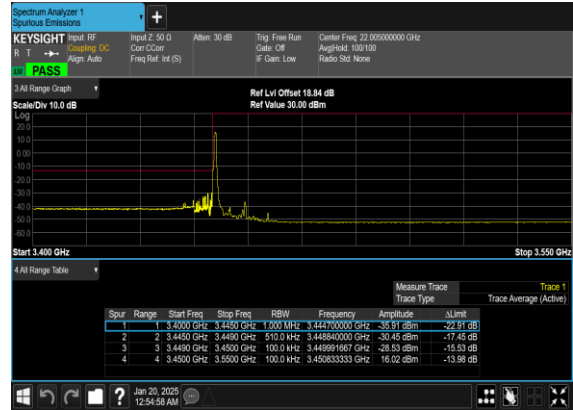 Spectrum Analyzer 1
Spurious Emissions
KEYSIGHT Input: RF Input Z: 50 Ω Atten: 30 dB Trig: Free Run Center Freq: 22.005000000 GHz
R T Coupling: DC Corr CCorr Gate: Off Avg|Hold: 100/100
Align: Auto Freq Ref: Int (S) IF Gain: Low Radio Std: None
PASS
3 All Range Graph
Ref Lvl Offset 18.84 dB
Scale/Div 10.0 dB Ref Value 30.00 dBm
Log
20.0
10.0
0.00
-10.0
-20.0
-30.0
-40.0
-50.0
-60.0
Start 3.400 GHz Stop 3.550 GHz
4 All Range Table
Measure Trace Trace 1
Trace Type Trace Average (Active)
Spur Range Start Freq Stop Freq RBW Frequency Amplitude ΔLimit
1 1 3.4000 GHz 3.4450 GHz 1.000 MHz 3.444700000 GHz -35.91 dBm -22.91 dB
2 2 3.4450 GHz 3.4490 GHz 510.0 kHz 3.448840000 GHz -30.45 dBm -17.45 dB
3 3 3.4490 GHz 3.4500 GHz 100.0 kHz 3.449991667 GHz -28.53 dBm -15.53 dB
4 4 3.4500 GHz 3.5500 GHz 100.0 kHz 3.450833333 GHz 16.02 dBm -13.98 dB
? Jan 20, 2025
12:54:58 AM